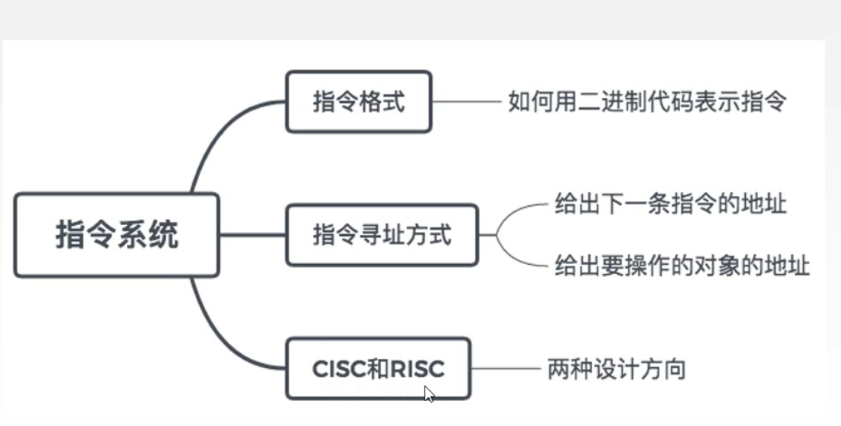 指令格式
如何用二进制代码表示指令
指令系统
指令寻址方式
给出下一条指令的地址
给出要操作的对象的地址
CISC和RISC
两种设计方向